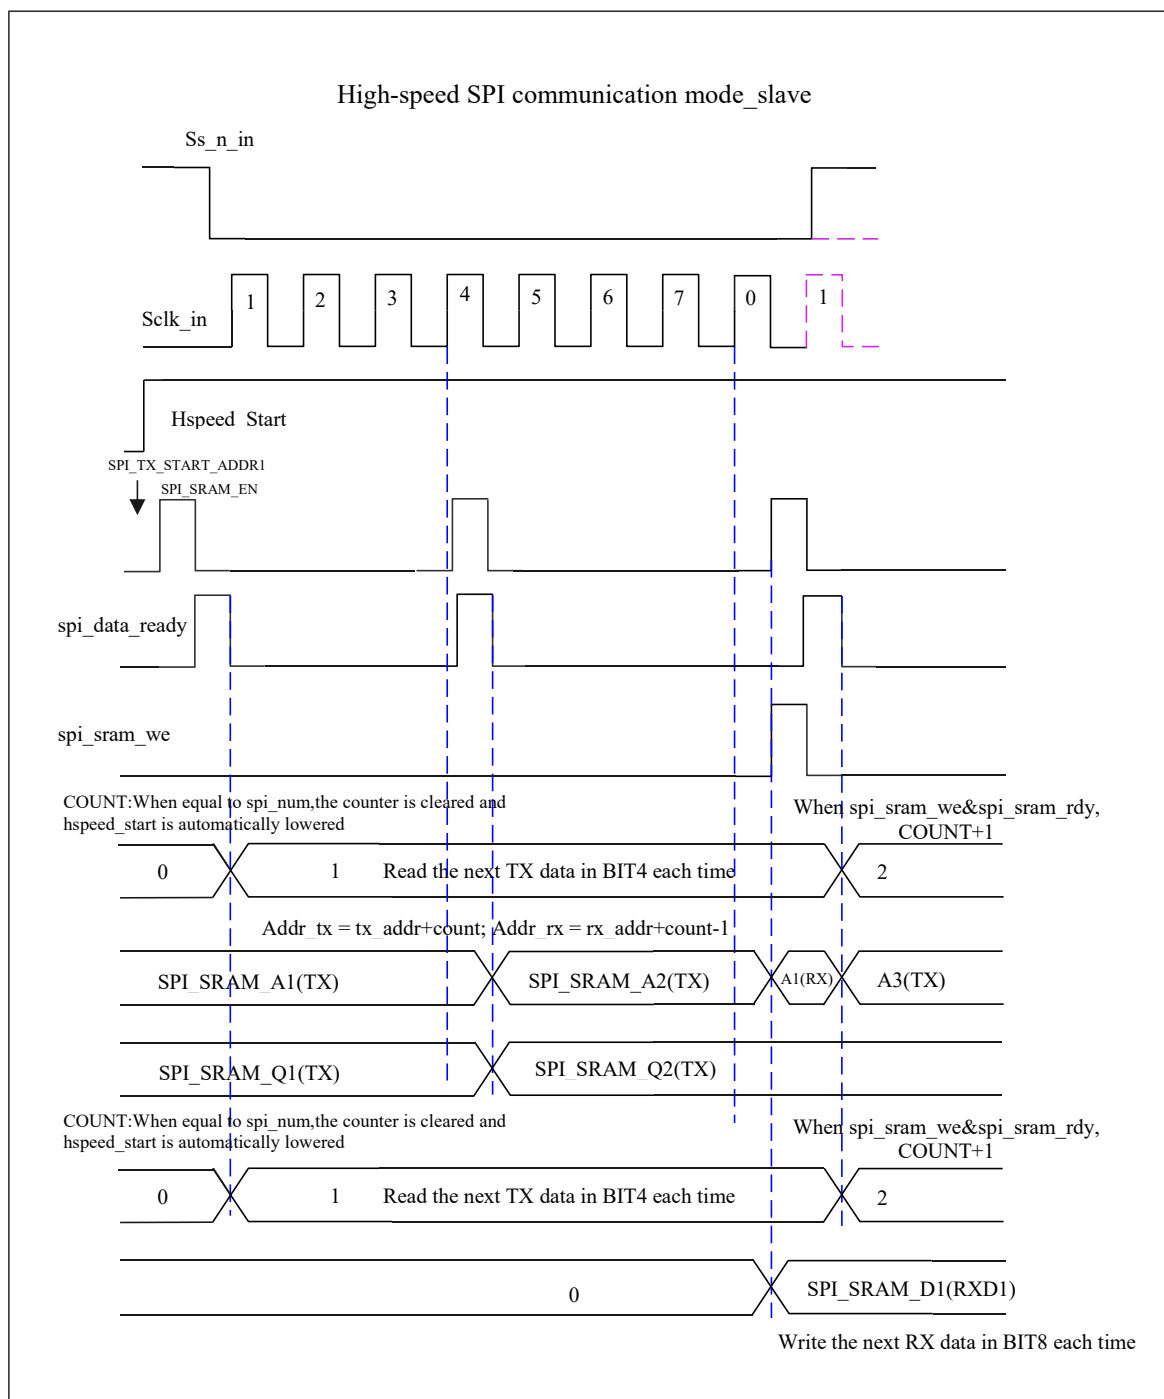 High-speed SPI communication mode_slave
Ss_n_in
1 2 3 4 5 6 7 0 1
Sclk_in
Hspeed_Start
SPI_TX_START_ADDR1
SPI_SRAM_EN
spi_data_ready
spi_sram_we
COUNT:When equal to spi_num,the counter is cleared and
hspeed_start is automatically lowered
When spi_sram_we&spi_sram_rdy,
COUNT+1
0 1 Read the next TX data in BIT4 each time 2
Addr_tx = tx_addr+count; Addr_rx = rx_addr+count-1
SPI_SRAM_A1(TX) SPI_SRAM_A2(TX) A1(RX) A3(TX)
SPI_SRAM_Q1(TX) SPI_SRAM_Q2(TX)
COUNT:When equal to spi_num,the counter is cleared and
hspeed_start is automatically lowered
When spi_sram_we&spi_sram_rdy,
COUNT+1
0 1 Read the next TX data in BIT4 each time 2
0 SPI_SRAM_D1(RXD1)
Write the next RX data in BIT8 each time